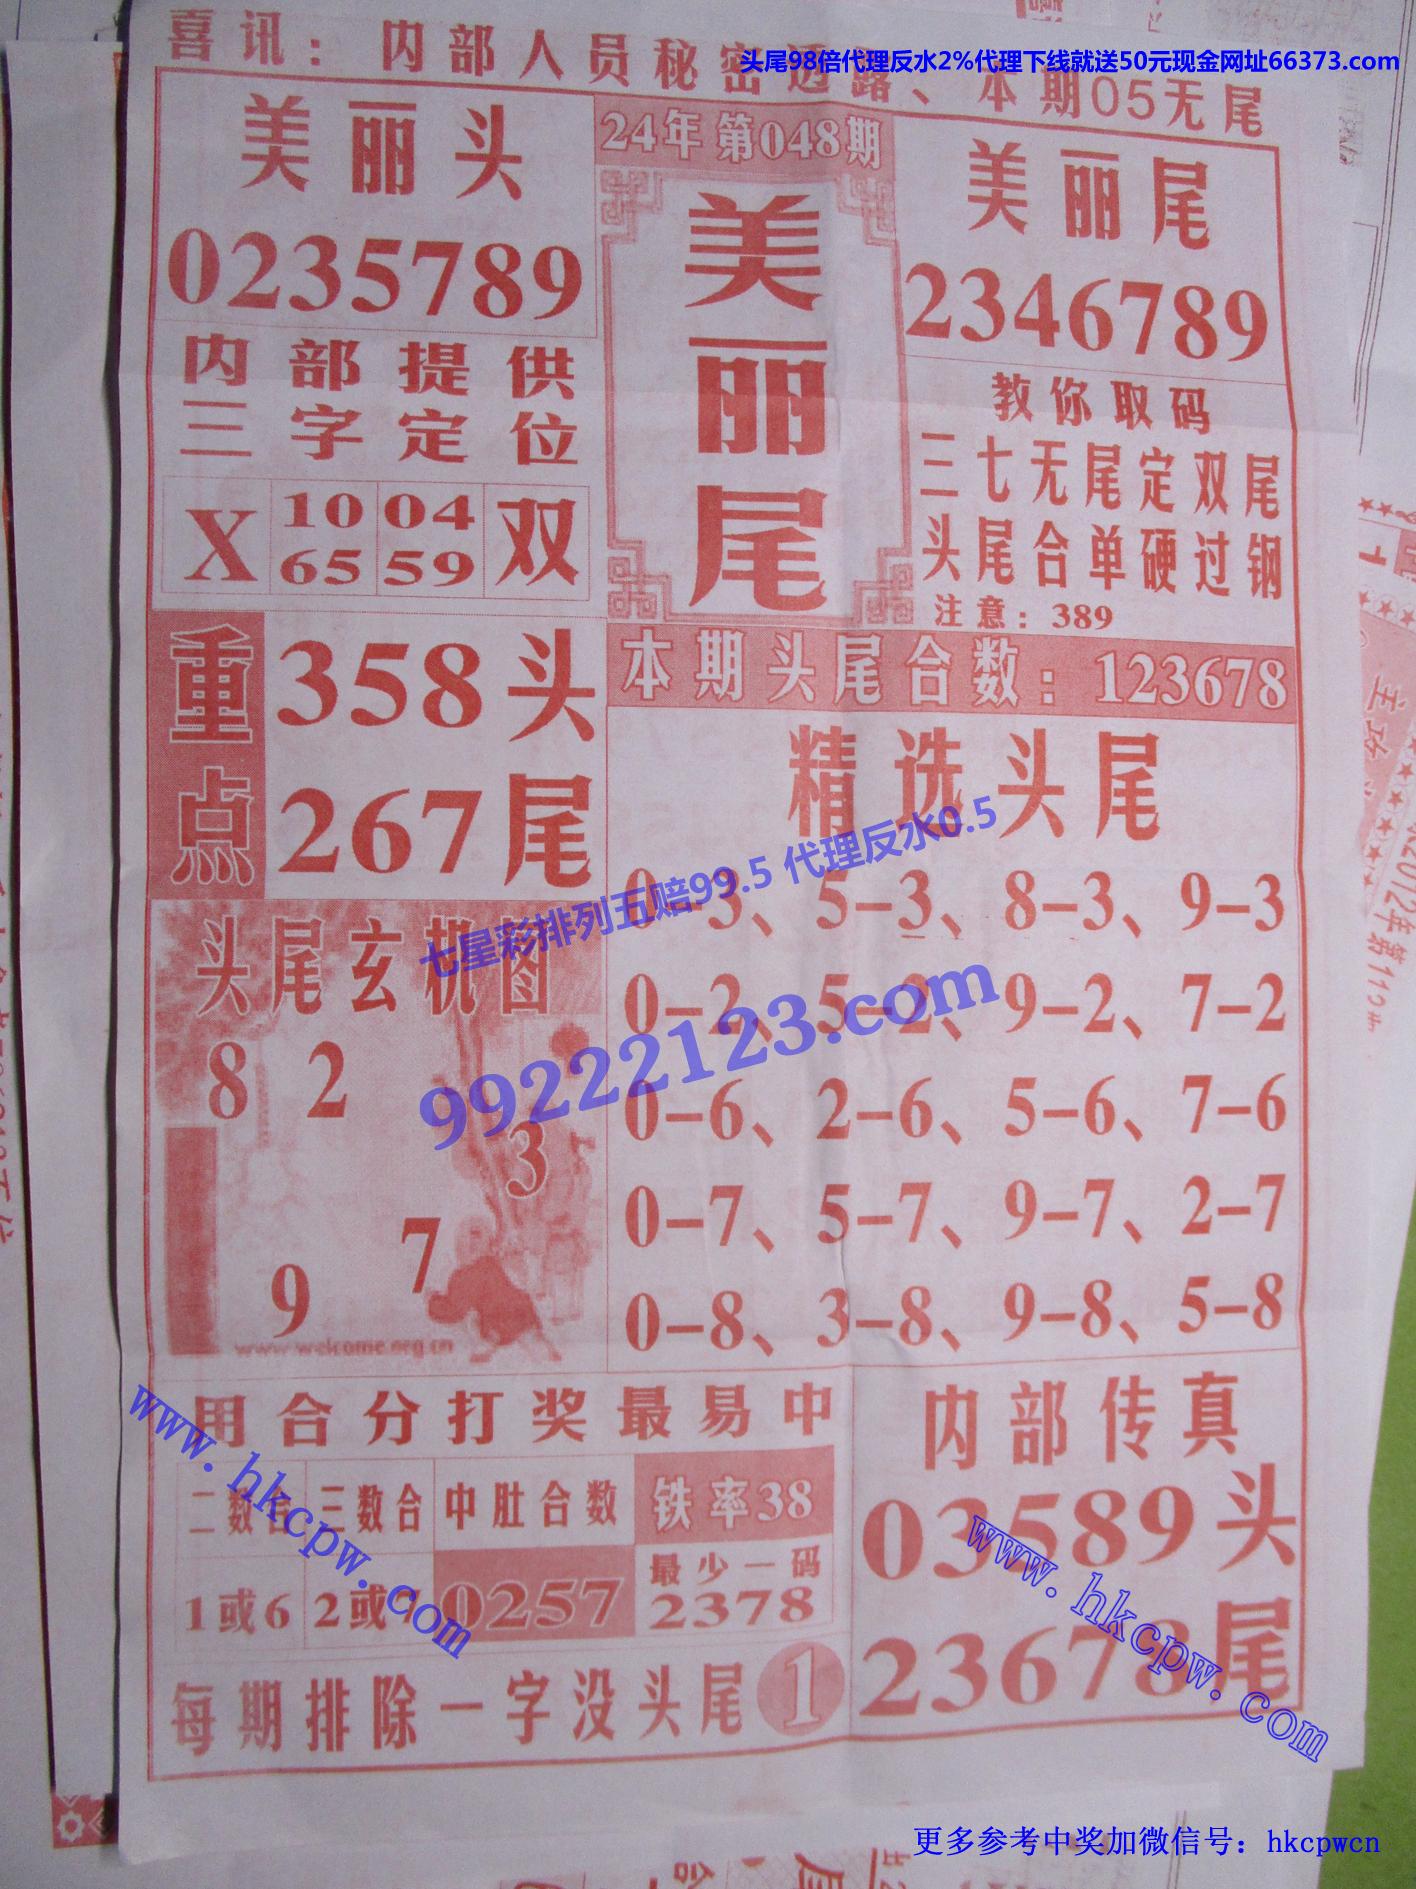 头尾98倍代理反水2%代理下线就送50元现金网址66373.com
喜讯：内部人员秘密透露、本期05无尾
美丽头
0235789
24年第048期
美丽尾
美丽尾
2346789
内部提供
三字定位
X 10 04 双
65 59
教你取码
三七无尾定双尾
头尾合单硬过钢
注意：389
重点
358头
267尾
本期头尾合数：123678
精选头尾
0-3、5-3、8-3、9-3
0-2、5-2、9-2、7-2
0-6、2-6、5-6、7-6
0-7、5-7、9-7、2-7
0-8、3-8、9-8、5-8
七星彩排列五赔99.5 代理反水0.5
99222123.com
头尾玄机图
8 2
3
7
9
www.welcome.org.cn
用合分打奖最易中
二数合 三数合 中肚合数 铁率38
1或6 2或7 0257 最少一码
2378
每期排除一字没头尾 1
内部传真
03589头
23678尾
www.hkcpw.com
www.hkcpw.com
k2012年第112
更多参考中奖加微信号：hkcpwcn